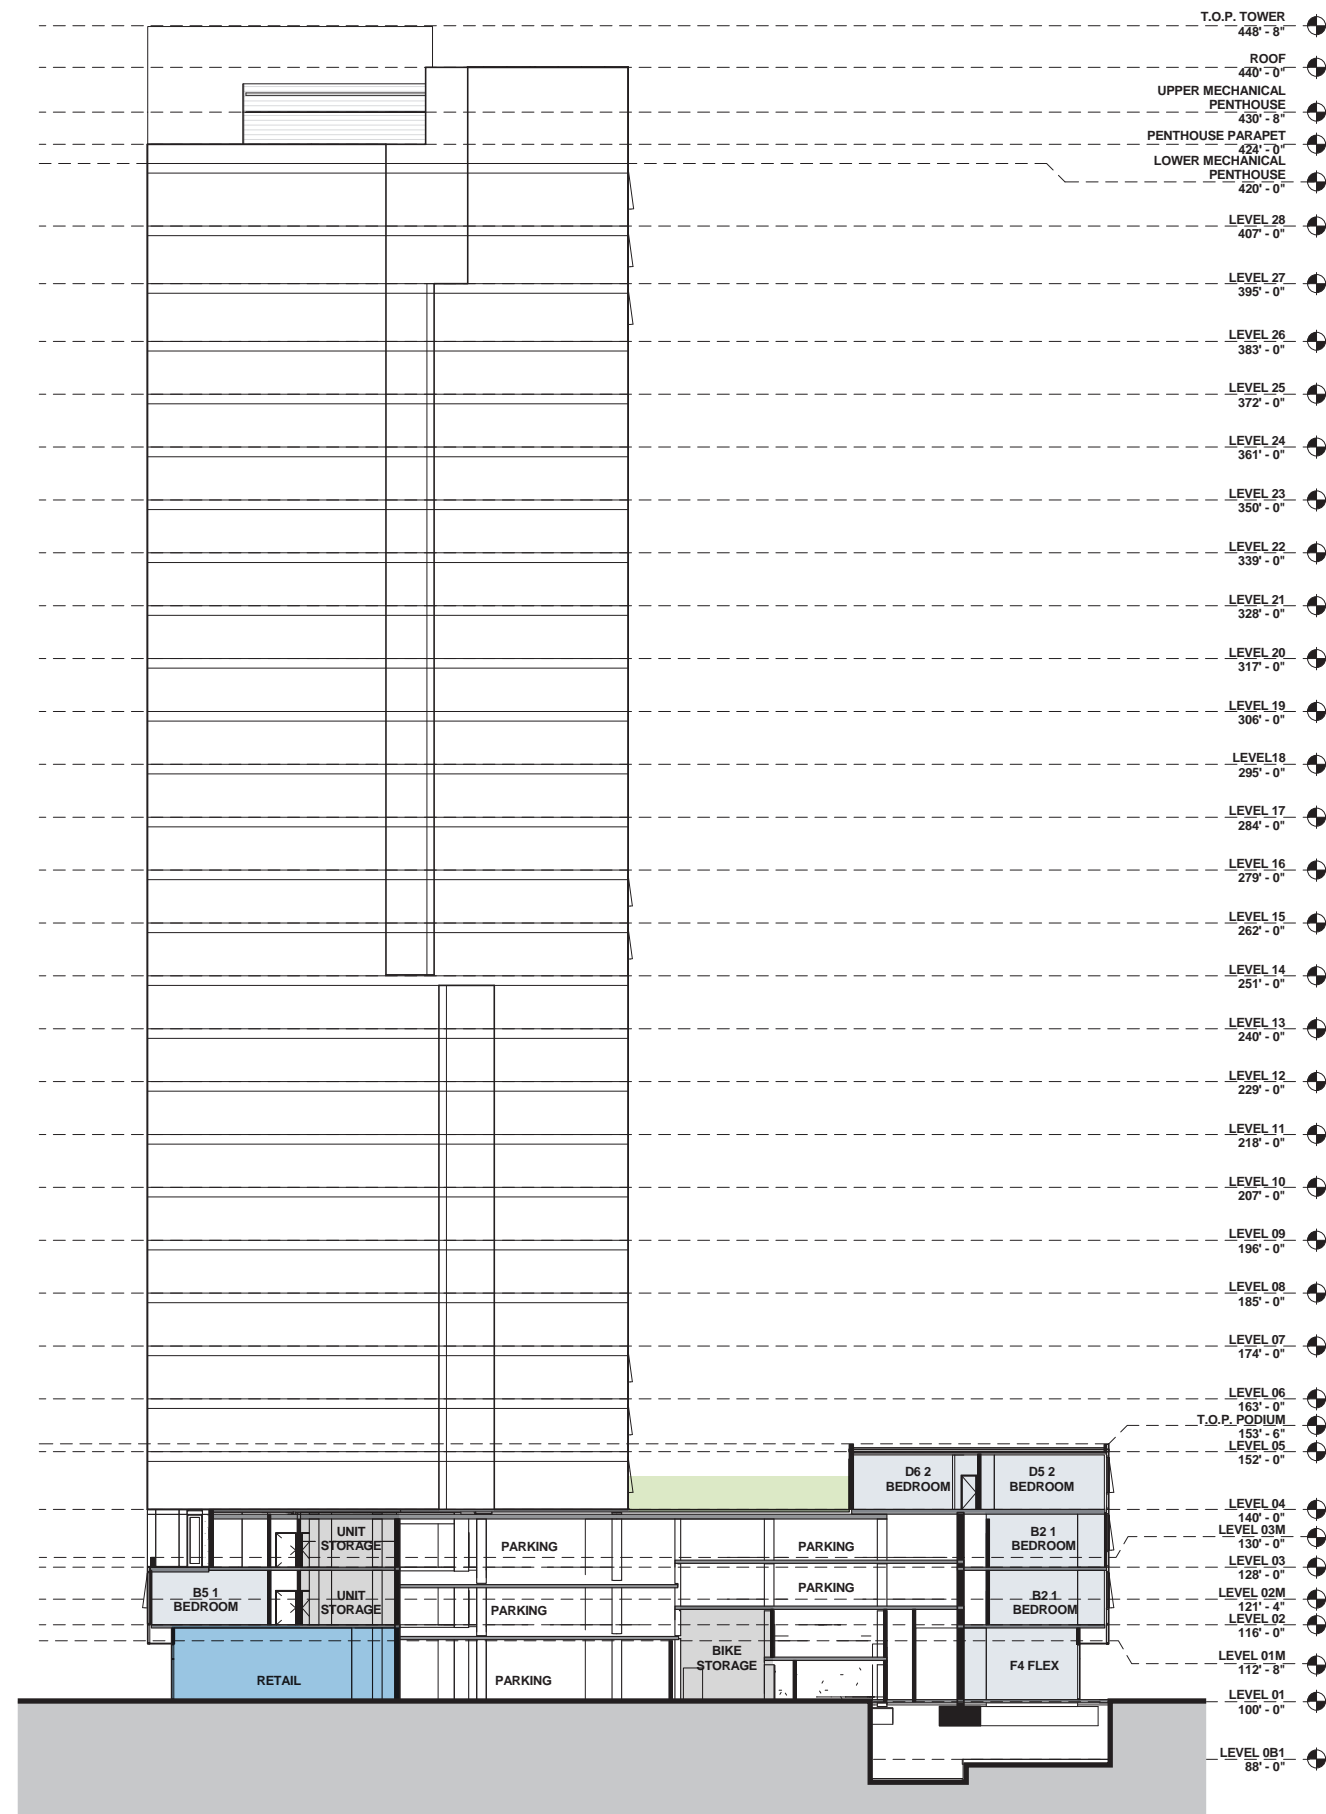 T.O.P. TOWER
448' - 8"
ROOF
440' - 0"
UPPER MECHANICAL
PENTHOUSE
430' - 8"
PENTHOUSE PARAPET
424' - 0"
LOWER MECHANICAL
PENTHOUSE
420' - 0"
LEVEL 28
407' - 0"
LEVEL 27
395' - 0"
LEVEL 26
383' - 0"
LEVEL 25
372' - 0"
LEVEL 24
361' - 0"
LEVEL 23
350' - 0"
LEVEL 22
339' - 0"
LEVEL 21
328' - 0"
LEVEL 20
317' - 0"
LEVEL 19
306' - 0"
LEVEL18
295' - 0"
LEVEL 17
284' - 0"
LEVEL 16
279' - 0"
LEVEL 15
262' - 0"
LEVEL 14
251' - 0"
LEVEL 13
240' - 0"
LEVEL 12
229' - 0"
LEVEL 11
218' - 0"
LEVEL 10
207' - 0"
LEVEL 09
196' - 0"
LEVEL 08
185' - 0"
LEVEL 07
174' - 0"
LEVEL 06
163' - 0"
T.O.P. PODIUM
153' - 6"
LEVEL 05
152' - 0"
D6 2
BEDROOM
D5 2
BEDROOM
LEVEL 04
140' - 0"
UNIT
STORAGE
PARKING
PARKING
B2 1
BEDROOM
LEVEL 03M
130' - 0"
LEVEL 03
128' - 0"
B5 1
BEDROOM
UNIT
STORAGE
PARKING
PARKING
B2 1
BEDROOM
LEVEL 02M
121' - 4"
LEVEL 02
116' - 0"
RETAIL
PARKING
BIKE
STORAGE
F4 FLEX
LEVEL 01M
112' - 8"
LEVEL 01
100' - 0"
LEVEL 0B1
88' - 0"